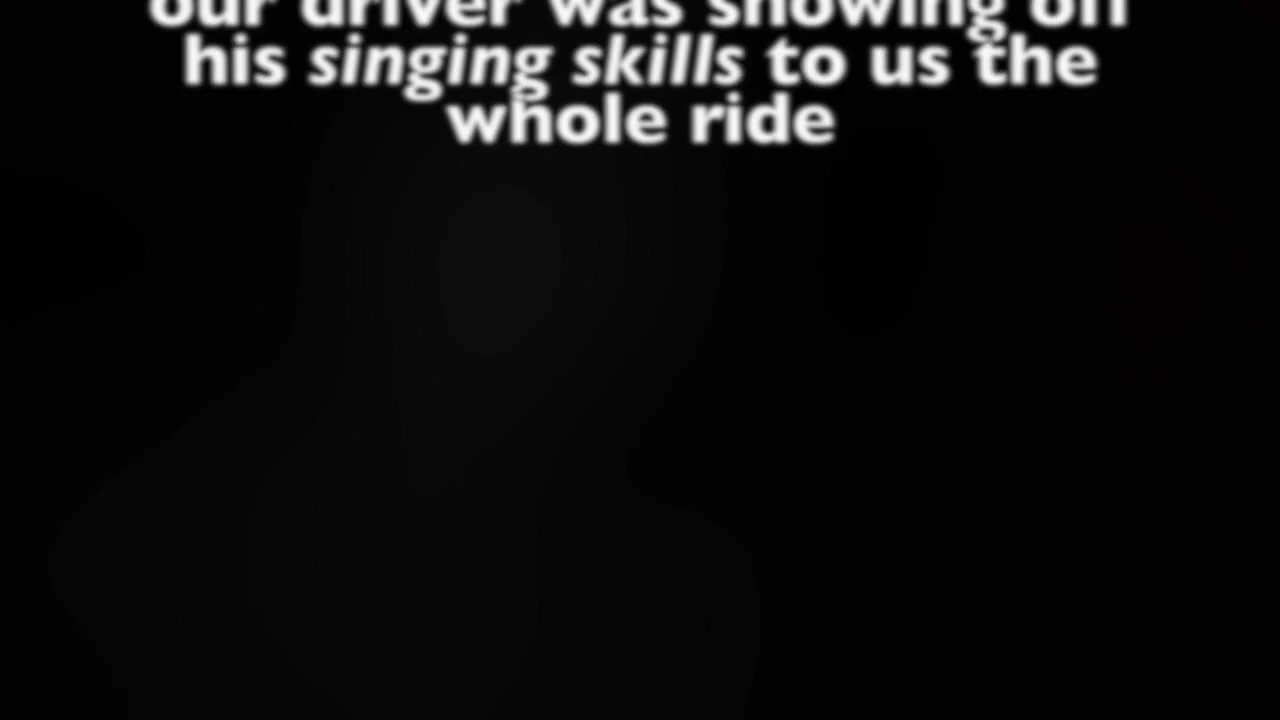 our driver was showing off
his singing skills to us the
whole ride